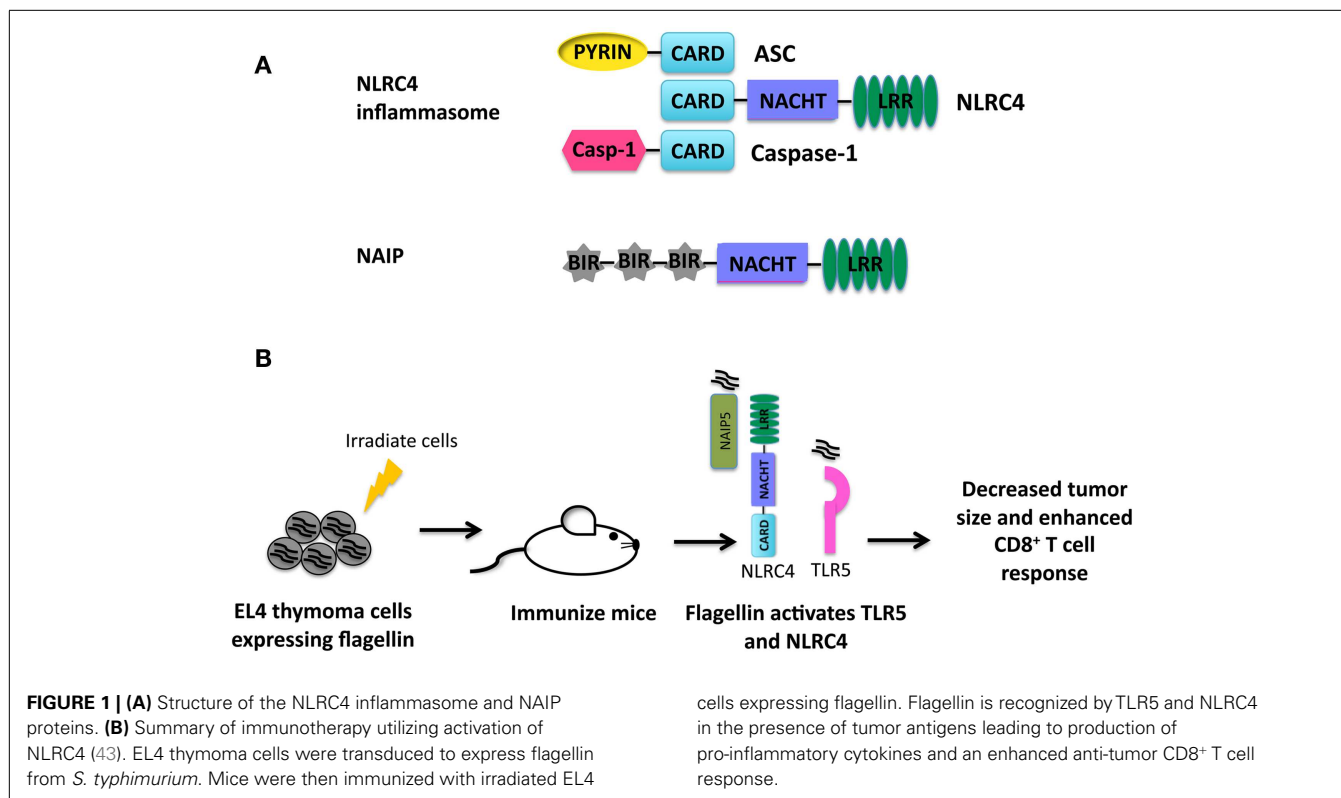 A
NLRC4
inflammasome
PYRIN CARD ASC
CARD NACHT LRR NLRC4
Casp-1 CARD Caspase-1
NAIP
BIR BIR BIR NACHT LRR
B
Irradiate cells
EL4 thymoma cells
expressing flagellin
Immunize mice
NAIP5
LRR
NACHT
CARD
NLRC4
TLR5
Flagellin activates TLR5
and NLRC4
Decreased tumor
size and enhanced
CD8⁺ T cell
response
FIGURE 1 | (A) Structure of the NLRC4 inflammasome and NAIP
proteins. (B) Summary of immunotherapy utilizing activation of
NLRC4 (43). EL4 thymoma cells were transduced to express flagellin
from S. typhimurium. Mice were then immunized with irradiated EL4
cells expressing flagellin. Flagellin is recognized by TLR5 and NLRC4
in the presence of tumor antigens leading to production of
pro-inflammatory cytokines and an enhanced anti-tumor CD8⁺ T cell
response.